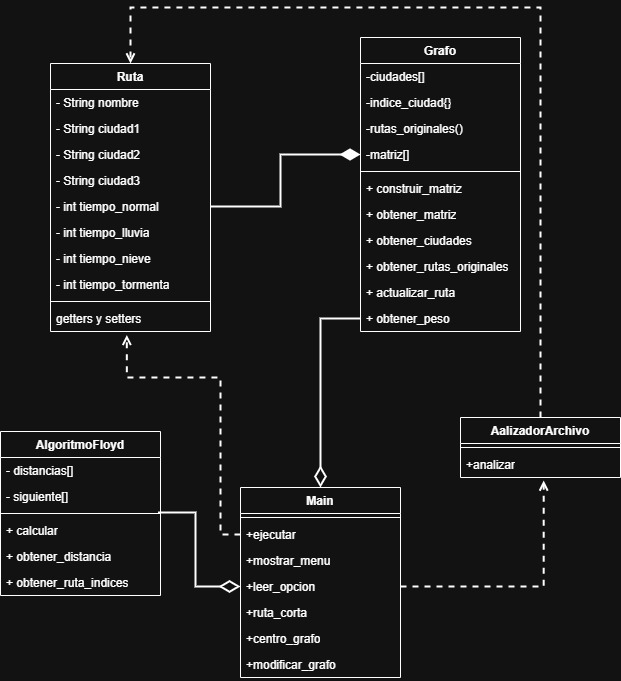 Ruta
- String nombre
- String ciudad1
- String ciudad2
- String ciudad3
- int tiempo_normal
- int tiempo_lluvia
- int tiempo_nieve
- int tiempo_tormenta
getters y setters
Grafo
-ciudades[]
-indice_ciudad{}
-rutas_originales()
-matriz[]
+ construir_matriz
+ obtener_matriz
+ obtener_ciudades
+ obtener_rutas_originales
+ actualizar_ruta
+ obtener_peso
AlgoritmoFloyd
- distancias[]
- siguiente[]
+ calcular
+ obtener_distancia
+ obtener_ruta_indices
Main
+ejecutar
+mostrar_menu
+leer_opcion
+ruta_corta
+centro_grafo
+modificar_grafo
AalizadorArchivo
+analizar